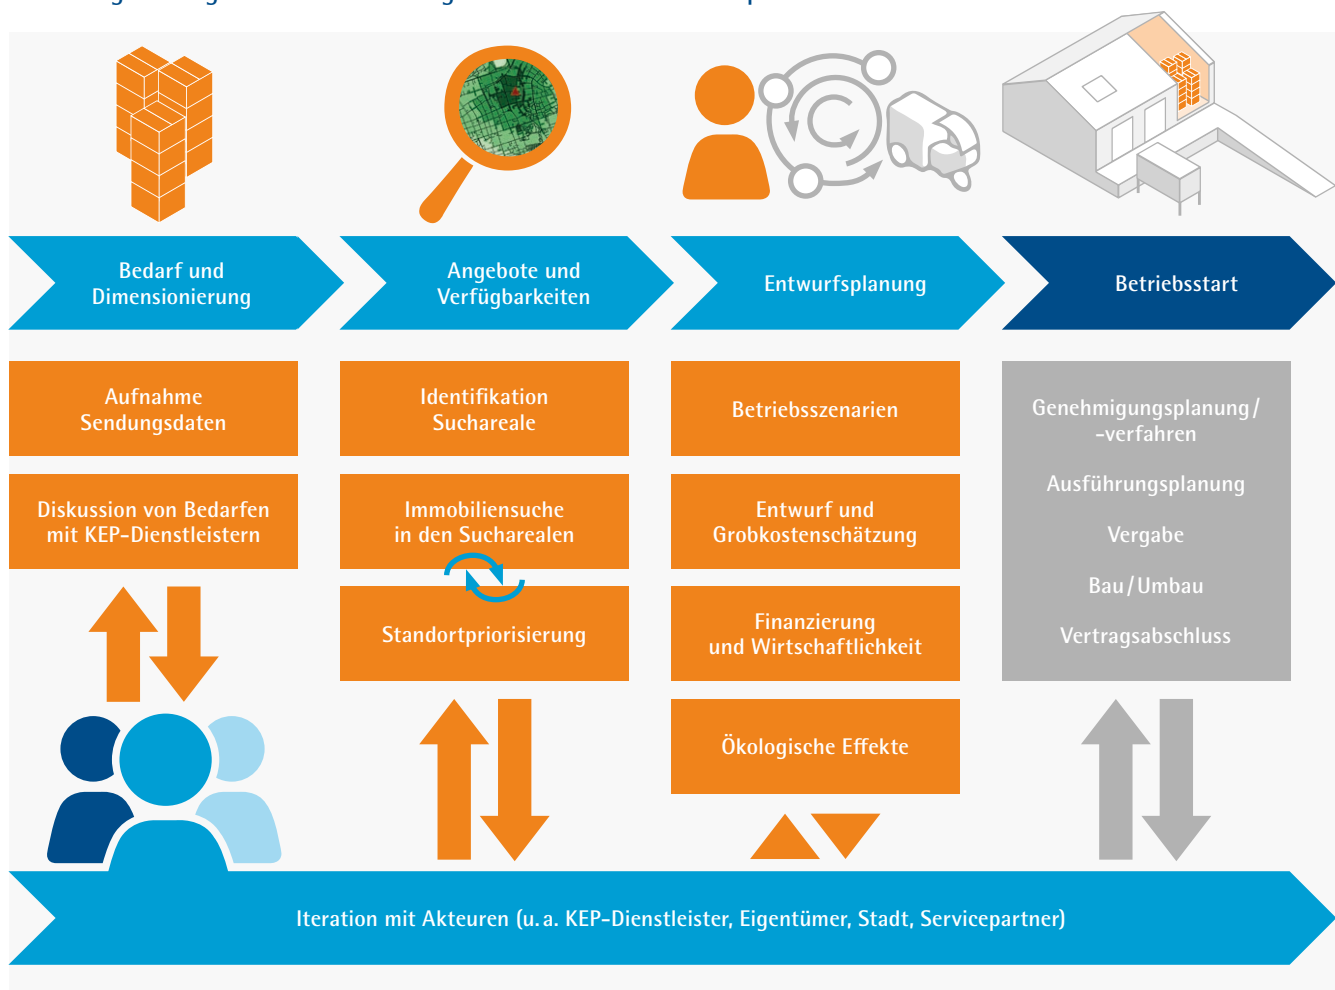 Bedarf und
Dimensionierung
Angebote und
Verfügbarkeiten
Entwurfsplanung
Betriebsstart
Aufnahme
Sendungsdaten
Diskussion von Bedarfen
mit KEP-Dienstleistern
Identifikation
Suchareale
Immobiliensuche
in den Sucharealen
Standortpriorisierung
Betriebsszenarien
Entwurf und
Grobkostenschätzung
Finanzierung
und Wirtschaftlichkeit
Ökologische Effekte
Genehmigungsplanung/
-verfahren
Ausführungsplanung
Vergabe
Bau/Umbau
Vertragsabschluss
Iteration mit Akteuren (u. a. KEP-Dienstleister, Eigentümer, Stadt, Servicepartner)